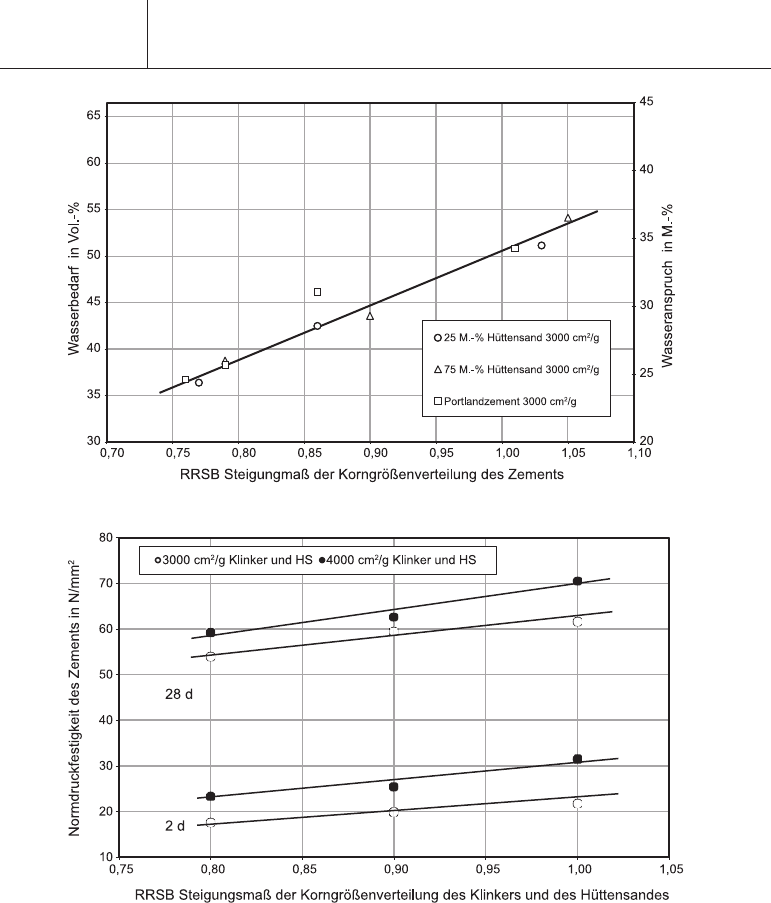 65
60
55
50
45
40
35
30
45
40
35
30
25
20
Wasserbedarf in Vol.-%
Wasseranspruch in M.-%
25 M.-% Hüttensand 3000 cm²/g
75 M.-% Hüttensand 3000 cm²/g
Portlandzement 3000 cm²/g
0,70 0,75 0,80 0,85 0,90 0,95 1,00 1,05 1,10
RRSB Steigungmaß der Korngrößenverteilung des Zements
80
70
60
50
40
30
20
10
Normdruckfestigkeit des Zements in N/mm²
3000 cm²/g Klinker und HS 4000 cm²/g Klinker und HS
28 d
2 d
0,75 0,80 0,85 0,90 0,95 1,00 1,05
RRSB Steigungsmaß der Korngrößenverteilung des Klinkers und des Hüttensandes